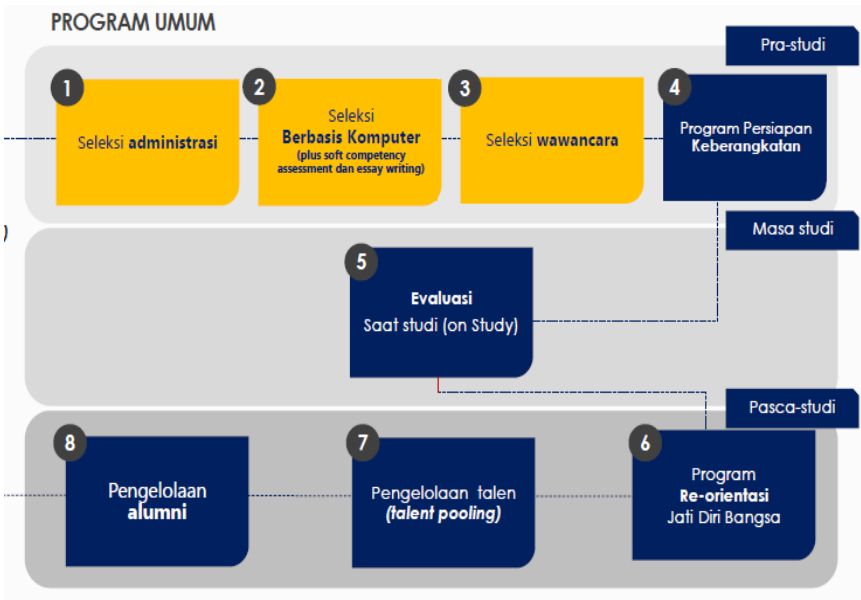 PROGRAM UMUM
Pra-studi
1
Seleksi administrasi
2
Seleksi
Berbasis Komputer
(plus soft competency
assessment dan essay writing)
3
Seleksi wawancara
4
Program Persiapan
Keberangkatan
)
Masa studi
5
Evaluasi
Saat studi (on Study)
Pasca-studi
8
Pengelolaan
alumni
7
Pengelolaan talen
(talent pooling)
6
Program
Re-orientasi
Jati Diri Bangsa